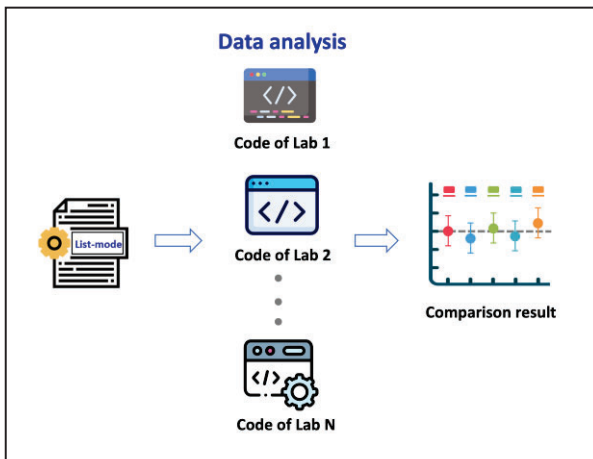 Data analysis
</>
Code of Lab 1
List-mode
</>
Code of Lab 2
Comparison result
</>
Code of Lab N